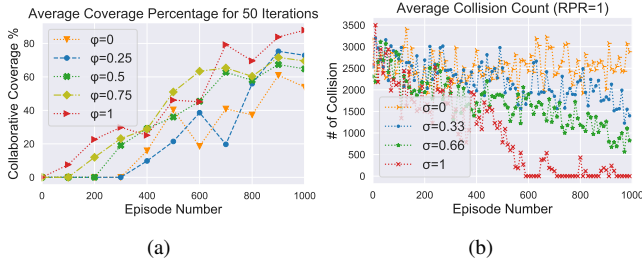 Average Coverage Percentage for 50 Iterations
Collaborative Coverage %
80
60
40
20
0
φ=0
φ=0.25
φ=0.5
φ=0.75
φ=1
0 200 400 600 800 1000
Episode Number
(a)
Average Collision Count (RPR=1)
# of Collision
3500
3000
2500
2000
1500
1000
500
0
σ=0
σ=0.33
σ=0.66
σ=1
0 200 400 600 800 1000
Episode Number
(b)